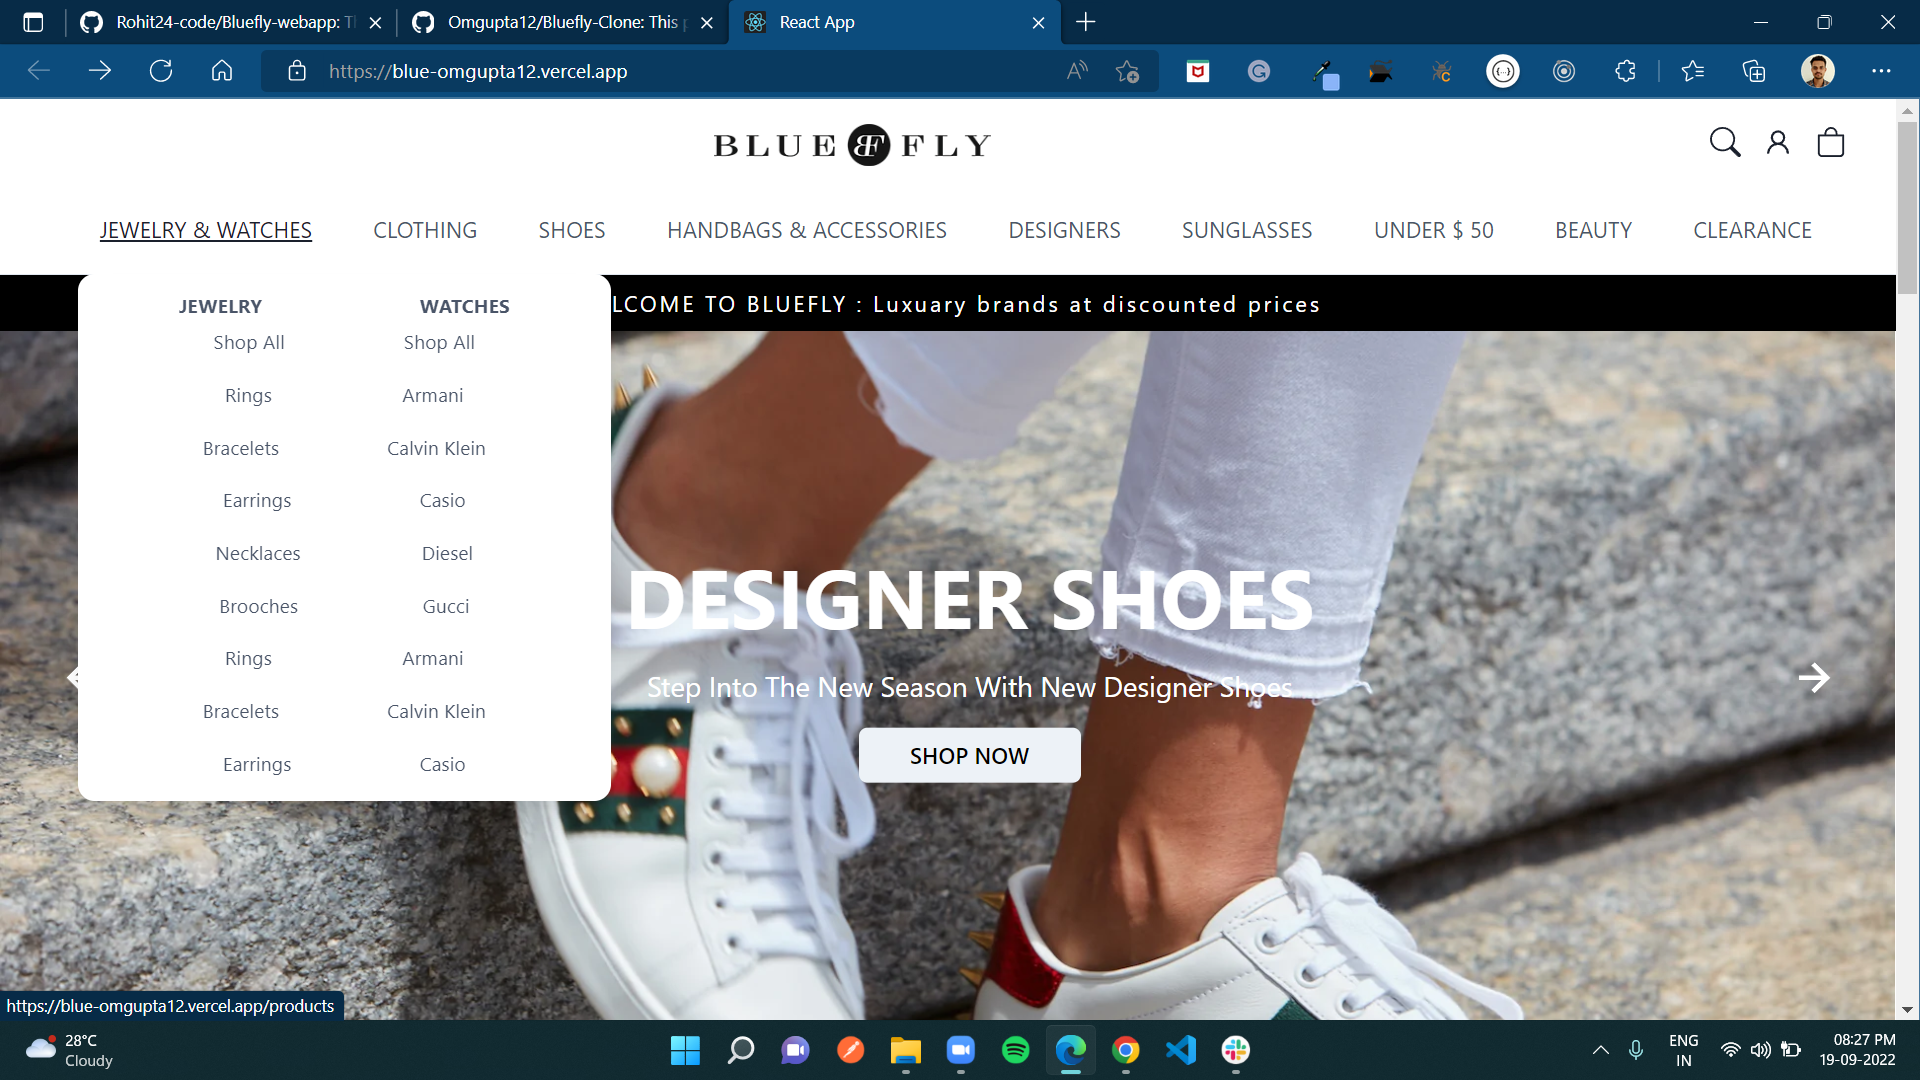 Rohit24-code/Bluefly-webapp: Th
Omgupta12/Bluefly-Clone: This p
React App
https://blue-omgupta12.vercel.app
BLUE BF FLY
JEWELRY & WATCHES CLOTHING SHOES HANDBAGS & ACCESSORIES DESIGNERS SUNGLASSES UNDER $ 50 BEAUTY CLEARANCE
LCOME TO BLUEFLY : Luxuary brands at discounted prices
JEWELRY WATCHES
Shop All Shop All
Rings Armani
Bracelets Calvin Klein
Earrings Casio
Necklaces Diesel
Brooches Gucci
Rings Armani
Bracelets Calvin Klein
Earrings Casio
DESIGNER SHOES
Step Into The New Season With New Designer Shoes
SHOP NOW
https://blue-omgupta12.vercel.app/products
28°C
Cloudy
ENG
IN
08:27 PM
19-09-2022